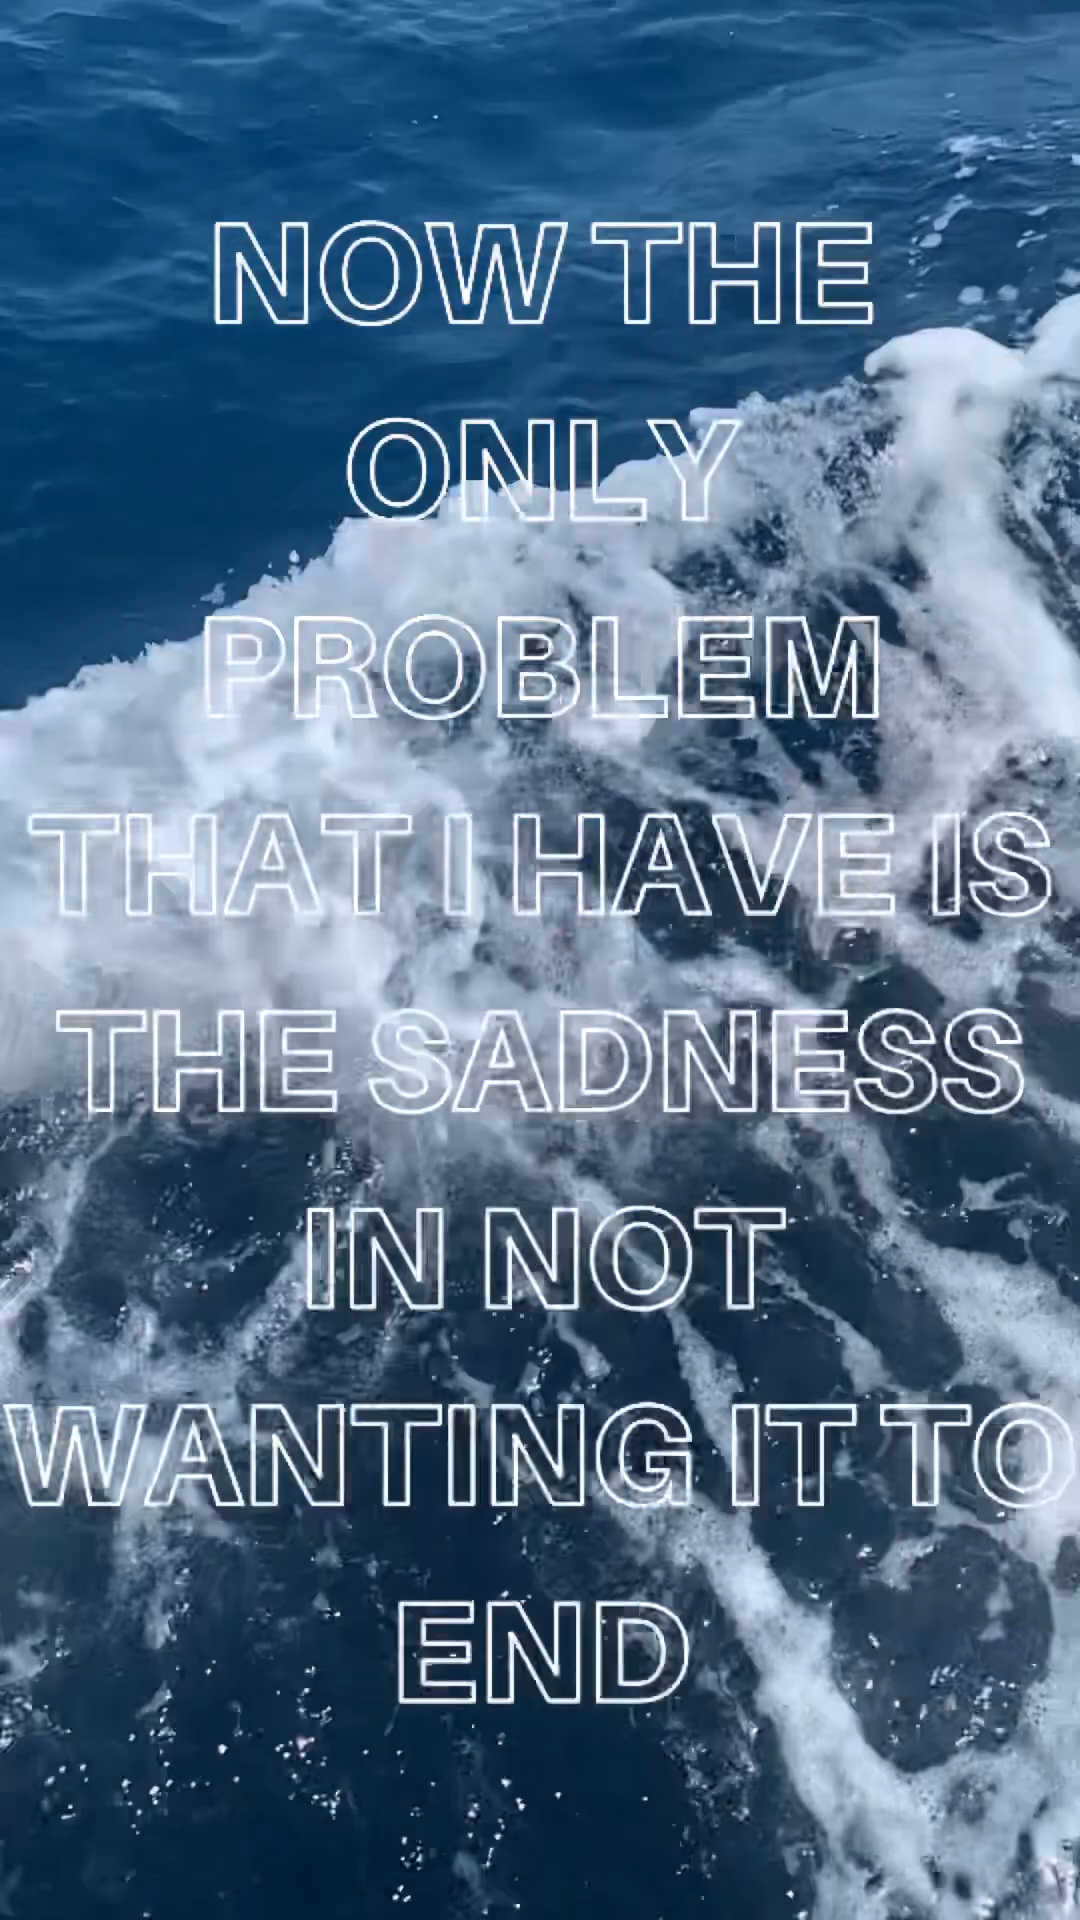 NOW THE
ONLY
PROBLEM
THAT I HAVE IS
THE SADNESS
IN NOT
WANTING IT TO
END